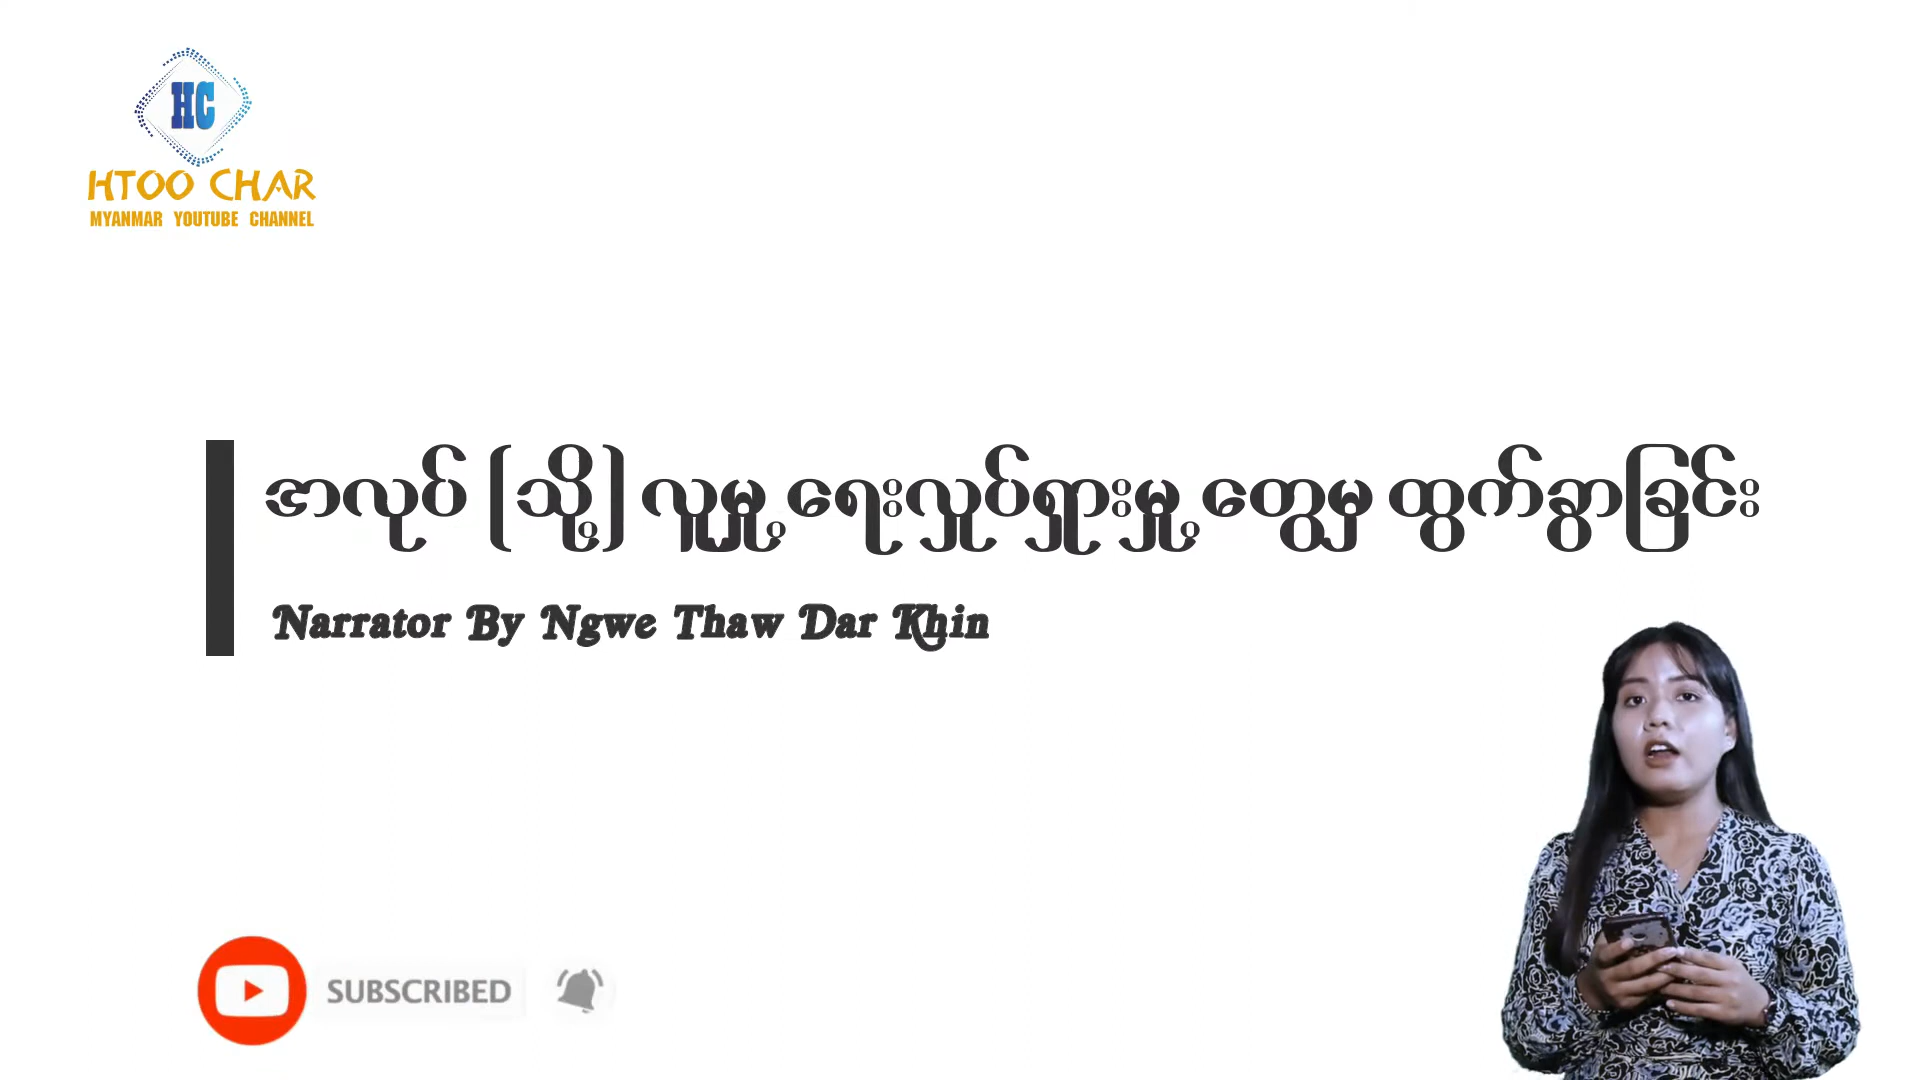 HC
HTOO CHAR
MYANMAR YOUTUBE CHANNEL
အလုပ် (သို့) လူမှု့ရေးလှုပ်ရှားမှု့တွေမှ ထွက်ခွာခြင်း
Narrator By Ngwe Thaw Dar Khin
SUBSCRIBED